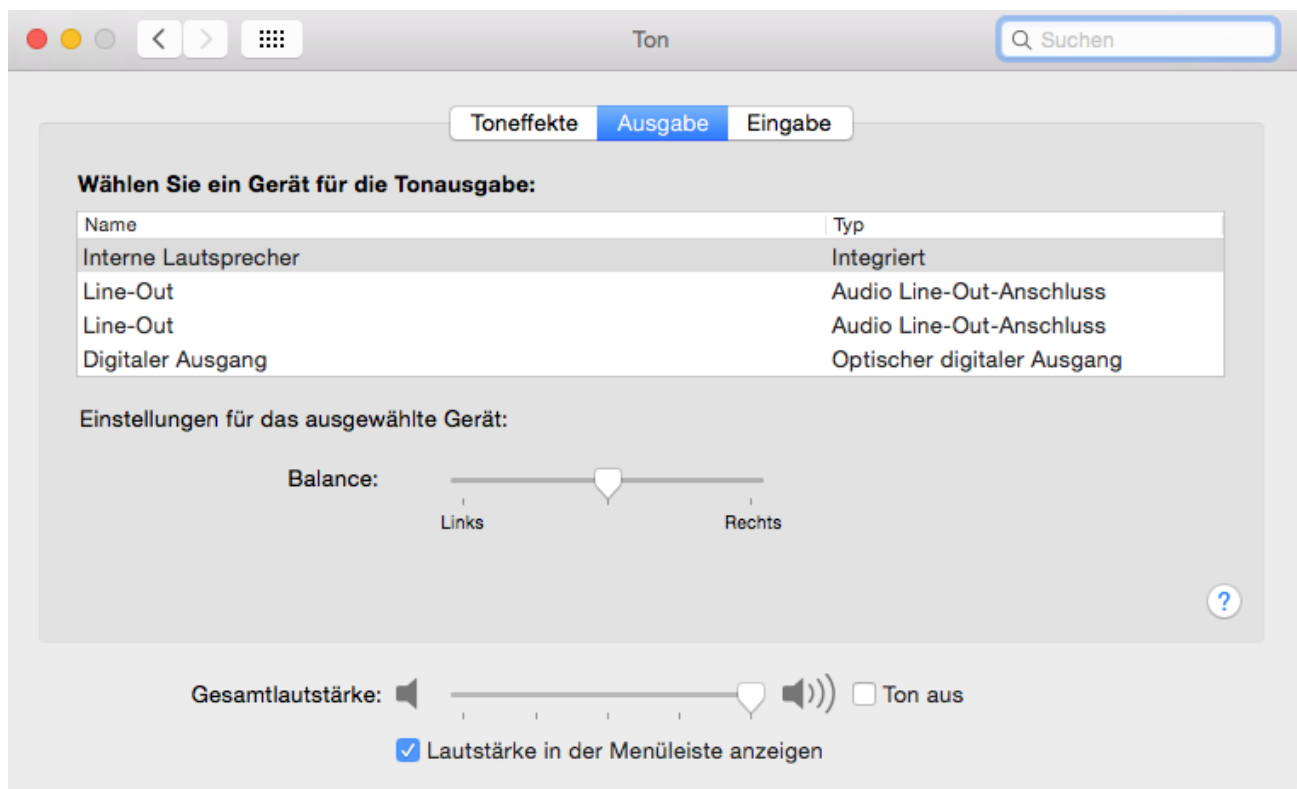 Ton
Suchen
Toneffekte Ausgabe Eingabe
Wählen Sie ein Gerät für die Tonausgabe:
Name Typ
Interne Lautsprecher Integriert
Line-Out Audio Line-Out-Anschluss
Line-Out Audio Line-Out-Anschluss
Digitaler Ausgang Optischer digitaler Ausgang
Einstellungen für das ausgewählte Gerät:
Balance:
Links Rechts
?
Gesamtlautstärke: Ton aus
Lautstärke in der Menüleiste anzeigen